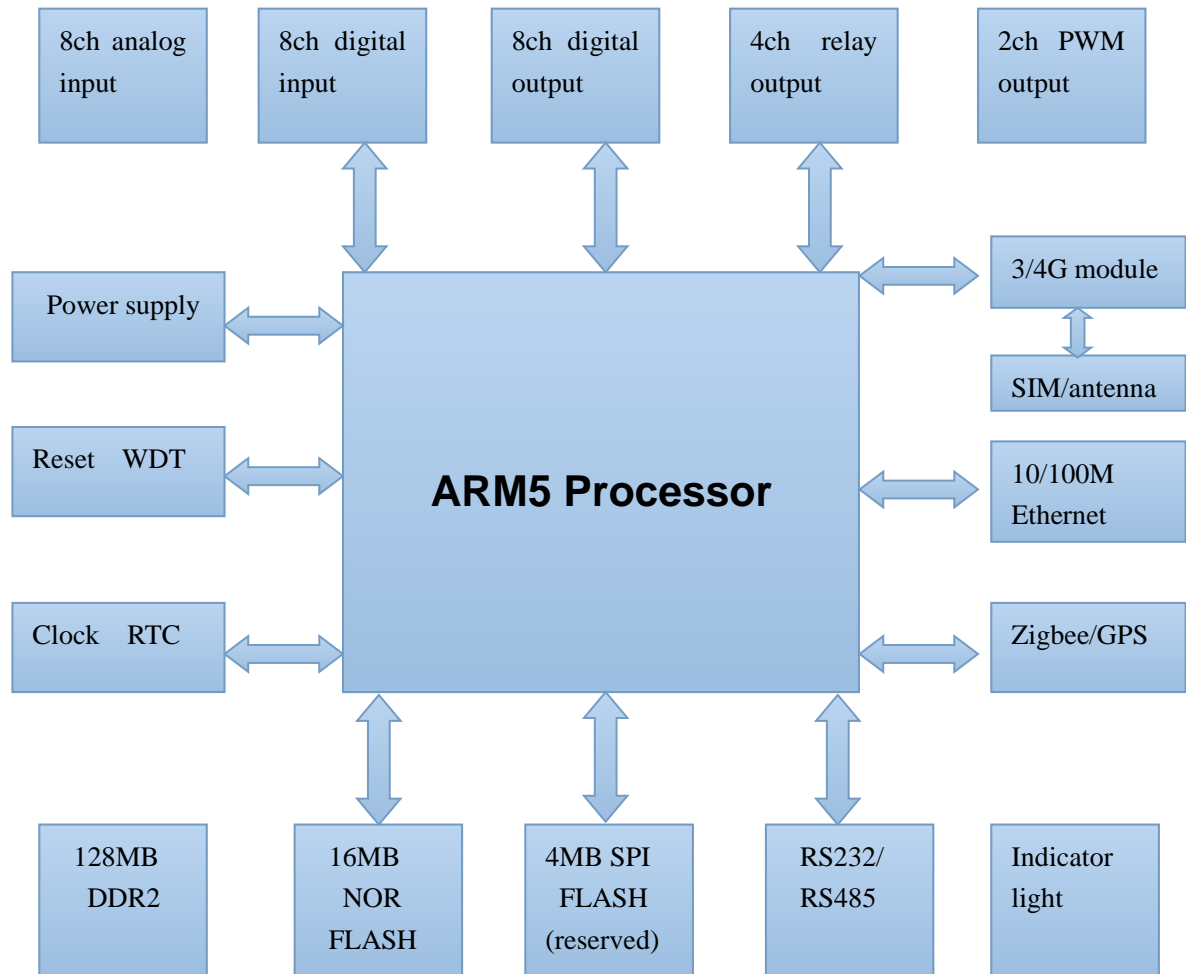 8ch analog
input
8ch digital
input
8ch digital
output
4ch relay
output
2ch PWM
output
Power supply
3/4G module
SIM/antenna
Reset WDT
ARM5 Processor
10/100M
Ethernet
Clock RTC
Zigbee/GPS
128MB
DDR2
16MB
NOR
FLASH
4MB SPI
FLASH
(reserved)
RS232/
RS485
Indicator
light